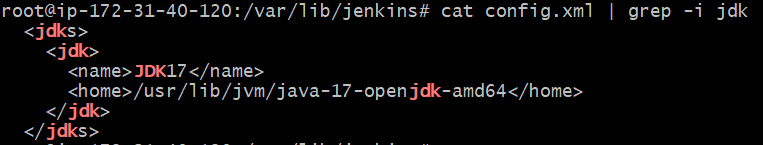 root@ip-172-31-40-120:/var/lib/jenkins# cat config.xml | grep -i jdk
  <jdks>
    <jdk>
      <name>JDK17</name>
      <home>/usr/lib/jvm/java-17-openjdk-amd64</home>
    </jdk>
  </jdks>